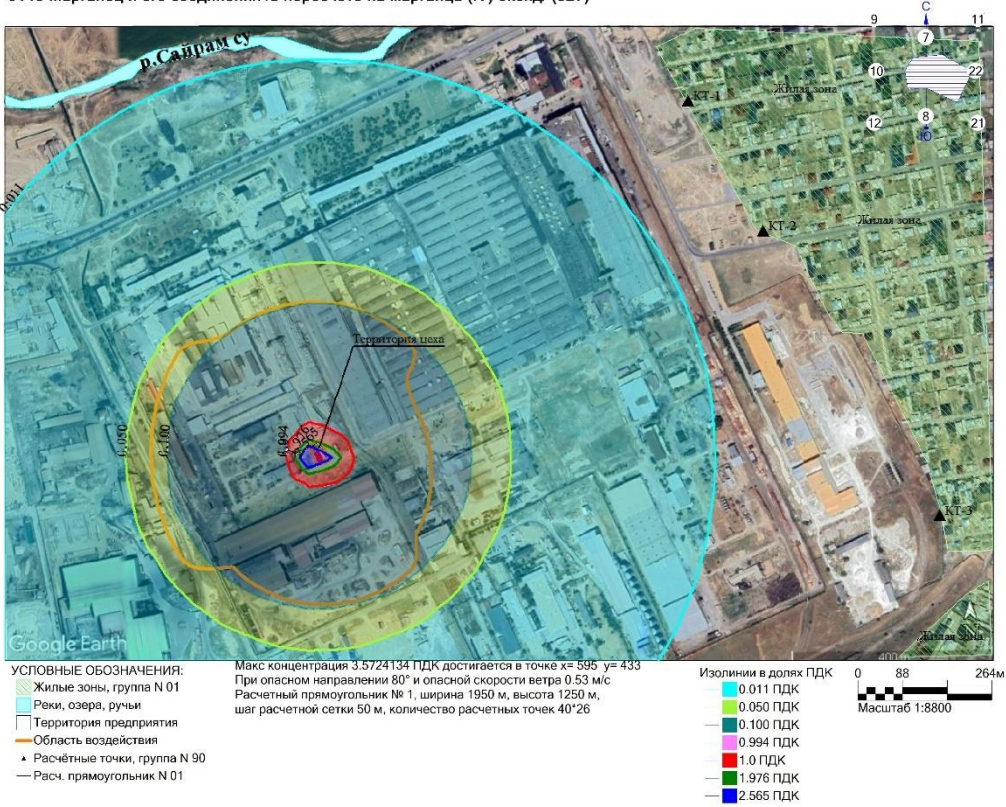 С
9
11
7
р.Сайрам су
10
22
КТ-1
Жилая зона
8
12
21
Ю
0.011
КТ-2
Жилая зона
Территория цеха
0.050
0.100
0.994
КТ-3
Жилая зона
Google Earth
400 m
УСЛОВНЫЕ ОБОЗНАЧЕНИЯ:
Жилые зоны, группа N 01
Реки, озера, ручьи
Территория предприятия
Область воздействия
Расчётные точки, группа N 90
Расч. прямоугольник N 01
Макс концентрация 3.5724134 ПДК достигается в точке x= 595 y= 433
При опасном направлении 80° и опасной скорости ветра 0.53 м/с
Расчетный прямоугольник № 1, ширина 1950 м, высота 1250 м,
шаг расчетной сетки 50 м, количество расчетных точек 40*26
Изолинии в долях ПДК
0.011 ПДК
0.050 ПДК
0.100 ПДК
0.994 ПДК
1.0 ПДК
1.976 ПДК
2.565 ПДК
0 88 264м
Масштаб 1:8800